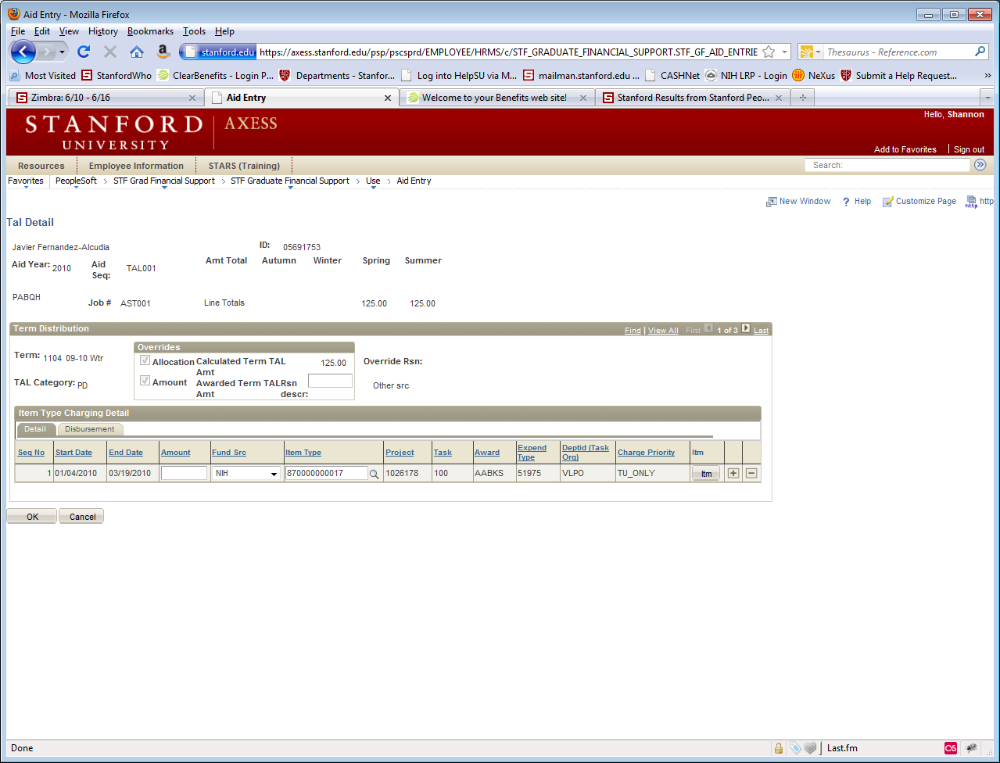 Aid Entry - Mozilla Firefox
File Edit View History Bookmarks Tools Help
stanford.edu https://axess.stanford.edu/psp/pscsprd/EMPLOYEE/HRMS/c/STF_GRADUATE_FINANCIAL_SUPPORT.STF_GF_AID_ENTRIE Thesaurus - Reference.com
Most Visited StanfordWho ClearBenefits - Login P... Departments - Stanfor... Log into HelpSU via M... mailman.stanford.edu ... CASHNet NIH LRP - Login NeXus Submit a Help Request... »
Zimbra: 6/10 - 6/16 Aid Entry Welcome to your Benefits web site! Stanford Results from Stanford Peo...
STANFORD UNIVERSITY AXESS
Hello, Shannon
Add to Favorites | Sign out
Resources Employee Information STARS (Training) Search:
Favorites PeopleSoft > STF Grad Financial Support > STF Graduate Financial Support > Use > Aid Entry
New Window ? Help Customize Page http
Tal Detail
Javier Fernandez-Alcudia ID: 05691753
Aid Year: 2010 Aid Seq: TAL001 Amt Total Autumn Winter Spring Summer
PABQH Job # AST001 Line Totals 125.00 125.00
Term Distribution Find | View All First 1 of 3 Last
Overrides
Term: 1104 09-10 Wtr Allocation Calculated Term TAL Amt 125.00 Override Rsn:
TAL Category: PD Amount Awarded Term TAL Amt Rsn descr: Other src
Item Type Charging Detail
Detail Disbursement
Seq No Start Date End Date Amount Fund Src Item Type Project Task Award Expend Type Deptid (Task Org) Charge Priority Itm
1 01/04/2010 03/19/2010 NIH 870000000017 1026178 100 AABKS 51975 VLPO TU_ONLY Itm
OK Cancel
Done Last.fm